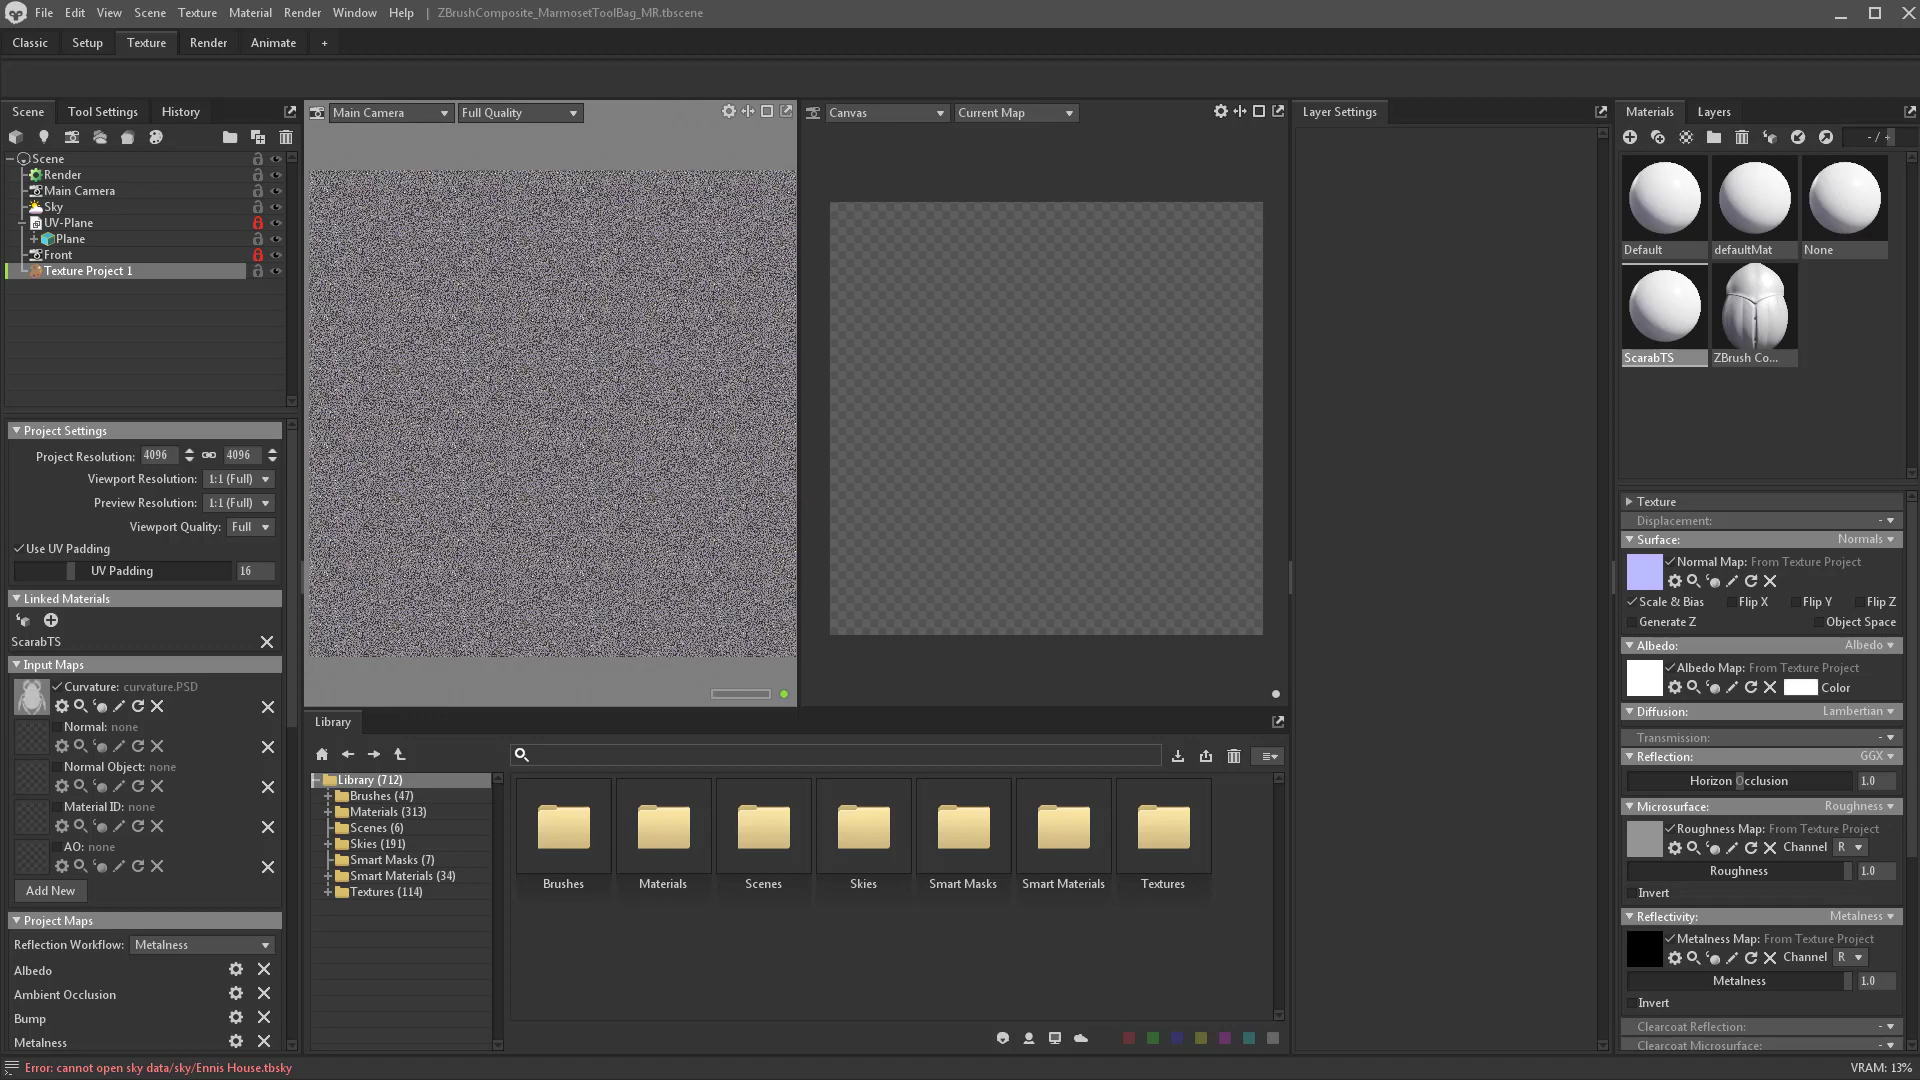 File Edit View Scene Texture Material Render Window Help | ZBrushComposite_MarmosetToolBag_MR.tbscene
Classic Setup Texture Render Animate +
Scene Tool Settings History
Scene
Render
Main Camera
Sky
UV-Plane
Plane
Front
Texture Project 1
Project Settings
Project Resolution: 4096 4096
Viewport Resolution: 1:1 (Full)
Preview Resolution: 1:1 (Full)
Viewport Quality: Full
Use UV Padding
UV Padding 16
Linked Materials
ScarabTS
Input Maps
Curvature: curvature.PSD
Normal: none
Normal Object: none
Material ID: none
AO: none
Add New
Project Maps
Reflection Workflow: Metalness
Albedo
Ambient Occlusion
Bump
Metalness
Main Camera Full Quality
Canvas Current Map
Library
Library (712)
Brushes (47)
Materials (313)
Scenes (6)
Skies (191)
Smart Masks (7)
Smart Materials (34)
Textures (114)
Brushes Materials Scenes Skies Smart Masks Smart Materials Textures
Layer Settings
Materials Layers
- / +
Default defaultMat None
ScarabTS ZBrush Co...
Texture
Displacement: -
Surface: Normals
Normal Map: From Texture Project
Scale & Bias Flip X Flip Y Flip Z
Generate Z Object Space
Albedo: Albedo
Albedo Map: From Texture Project
Color
Diffusion: Lambertian
Transmission: -
Reflection: GGX
Horizon Occlusion 1.0
Microsurface: Roughness
Roughness Map: From Texture Project
Channel R
Roughness 1.0
Invert
Reflectivity: Metalness
Metalness Map: From Texture Project
Channel R
Metalness 1.0
Invert
Clearcoat Reflection: -
Clearcoat Microsurface: -
Error: cannot open sky data/sky/Ennis House.tbsky
VRAM: 13%